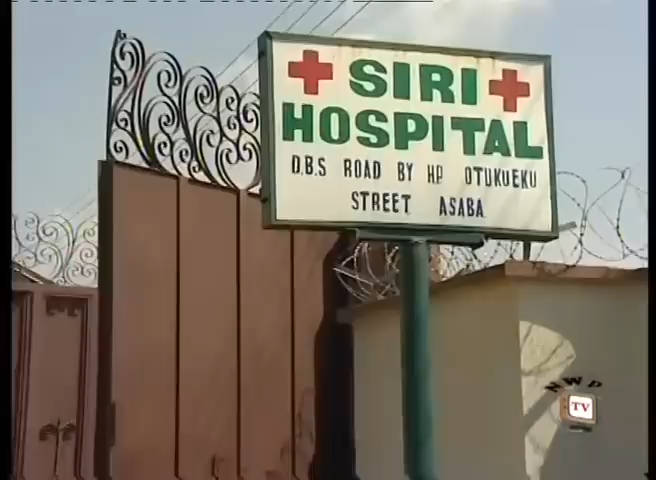 SIRI
HOSPITAL
D.B.S ROAD BY HP OTUKUEKU
STREET ASABA
NWP
TV